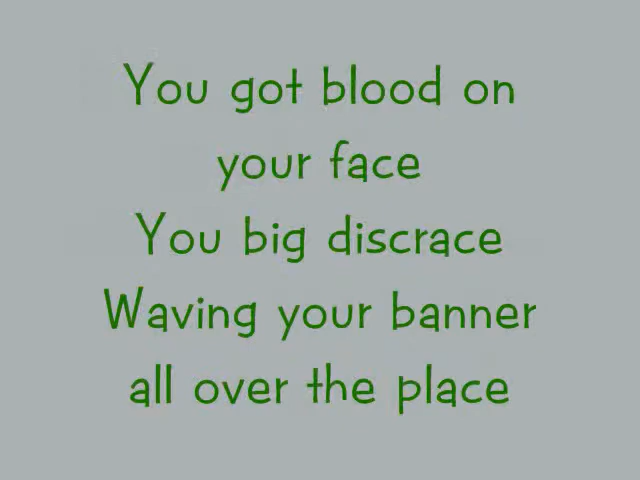 You got blood on
your face
You big discrace
Waving your banner
all over the place